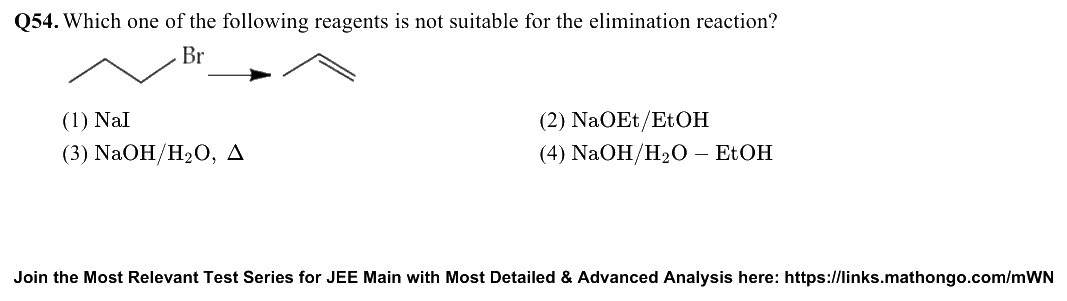 Q54. Which one of the following reagents is not suitable for the elimination reaction?
Br
(1) NaI (2) NaOEt/EtOH
(3) NaOH/H₂O, Δ (4) NaOH/H₂O − EtOH
Join the Most Relevant Test Series for JEE Main with Most Detailed & Advanced Analysis here: https://links.mathongo.com/mWN